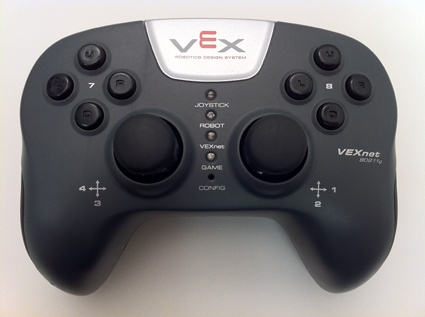 VEX
ROBOTICS DESIGN SYSTEM
7
8
JOYSTICK
ROBOT
VEXnet
GAME
CONFIG
VEXnet
802.11g
4
3
1
2